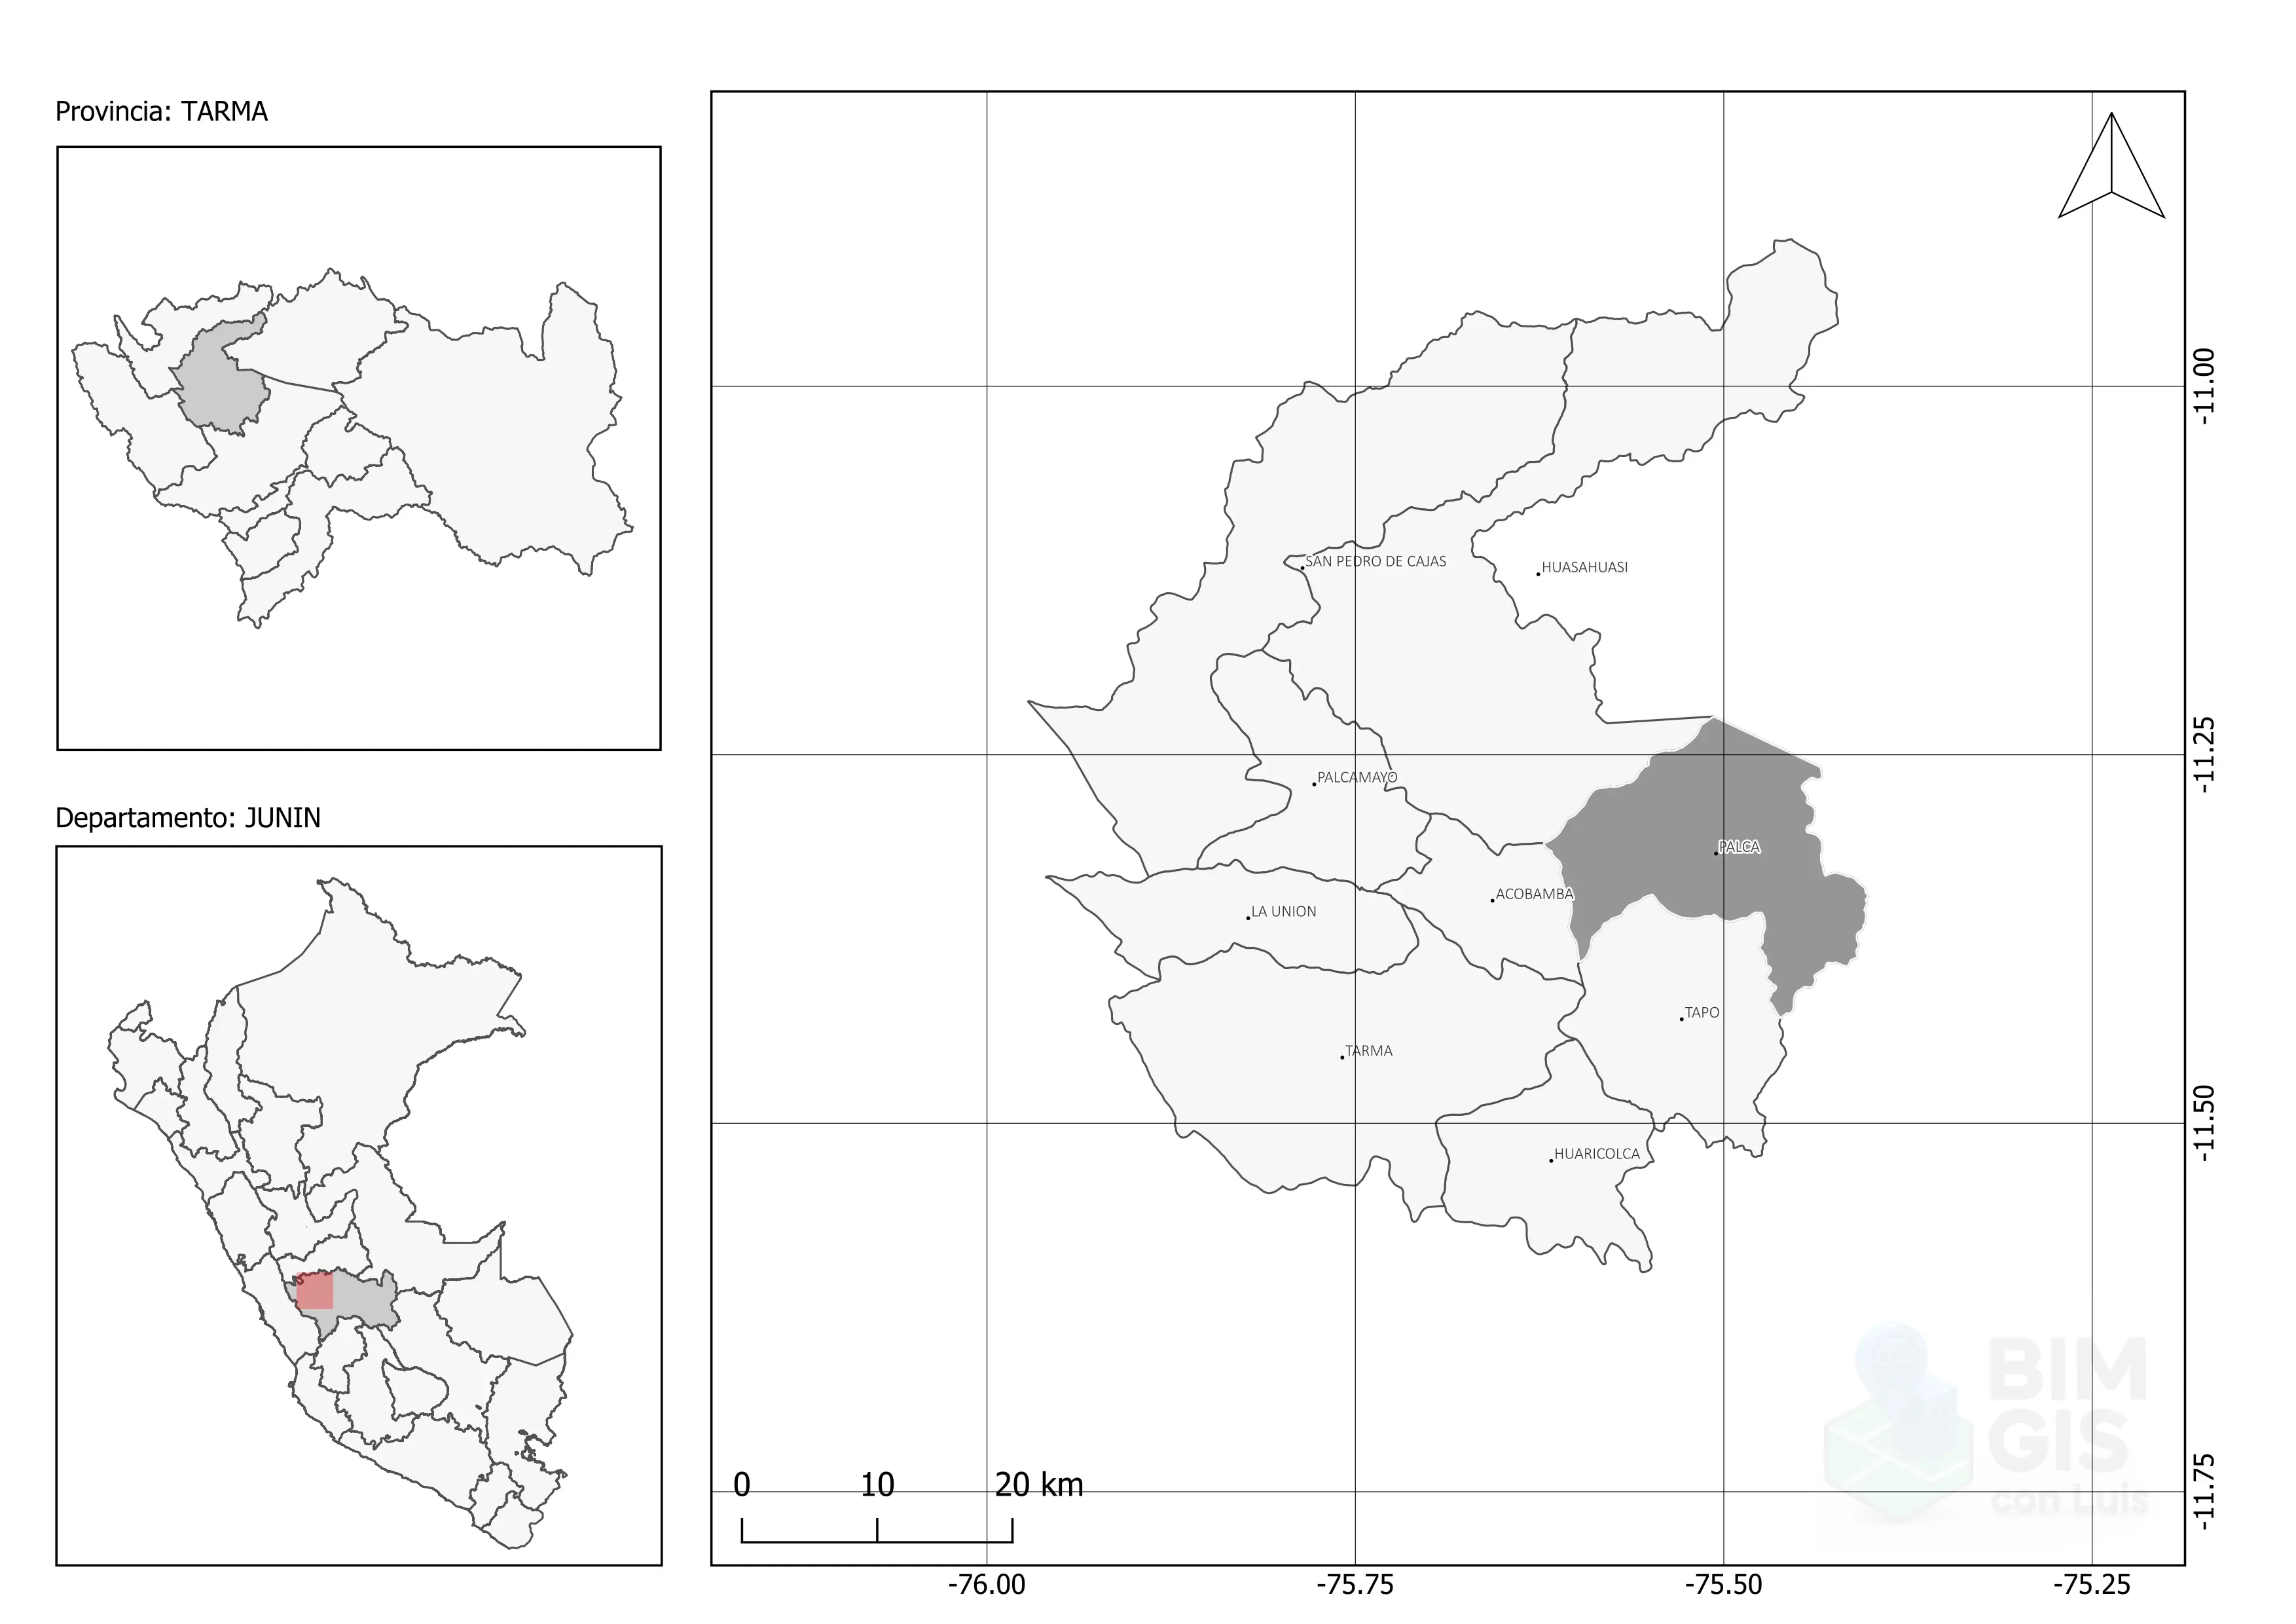 Provincia: TARMA
Departamento: JUNIN
SAN PEDRO DE CAJAS
HUASAHUASI
PALCAMAYO
PALCA
ACOBAMBA
LA UNION
TAPO
TARMA
HUARICOLCA
-11.00
-11.25
-11.50
-11.75
0 10 20 km
BIM
GIS
con Luis
-76.00 -75.75 -75.50 -75.25